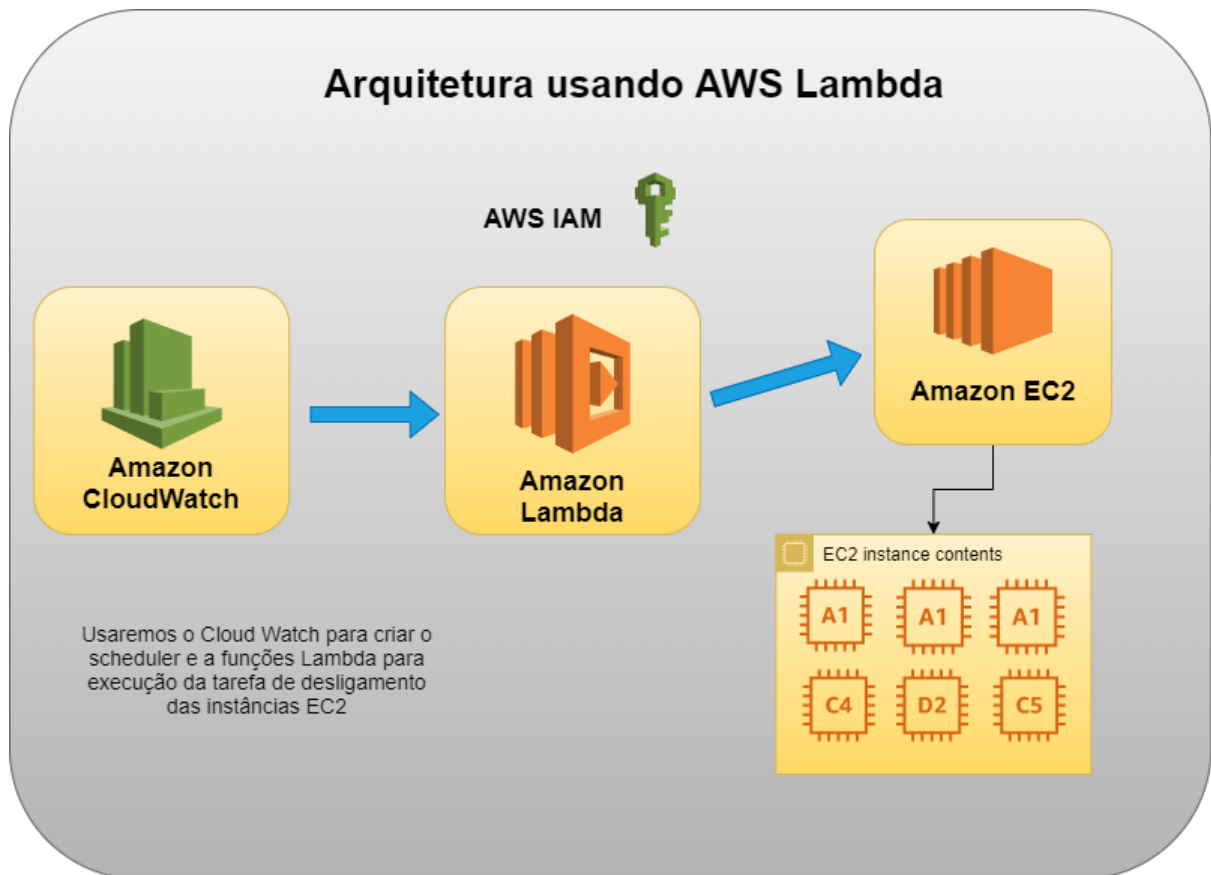 Arquitetura usando AWS Lambda
AWS IAM
Amazon
CloudWatch
Amazon
Lambda
Amazon EC2
EC2 instance contents
A1
A1
A1
C4
D2
C5
Usaremos o Cloud Watch para criar o
scheduler e a funções Lambda para
execução da tarefa de desligamento
das instâncias EC2